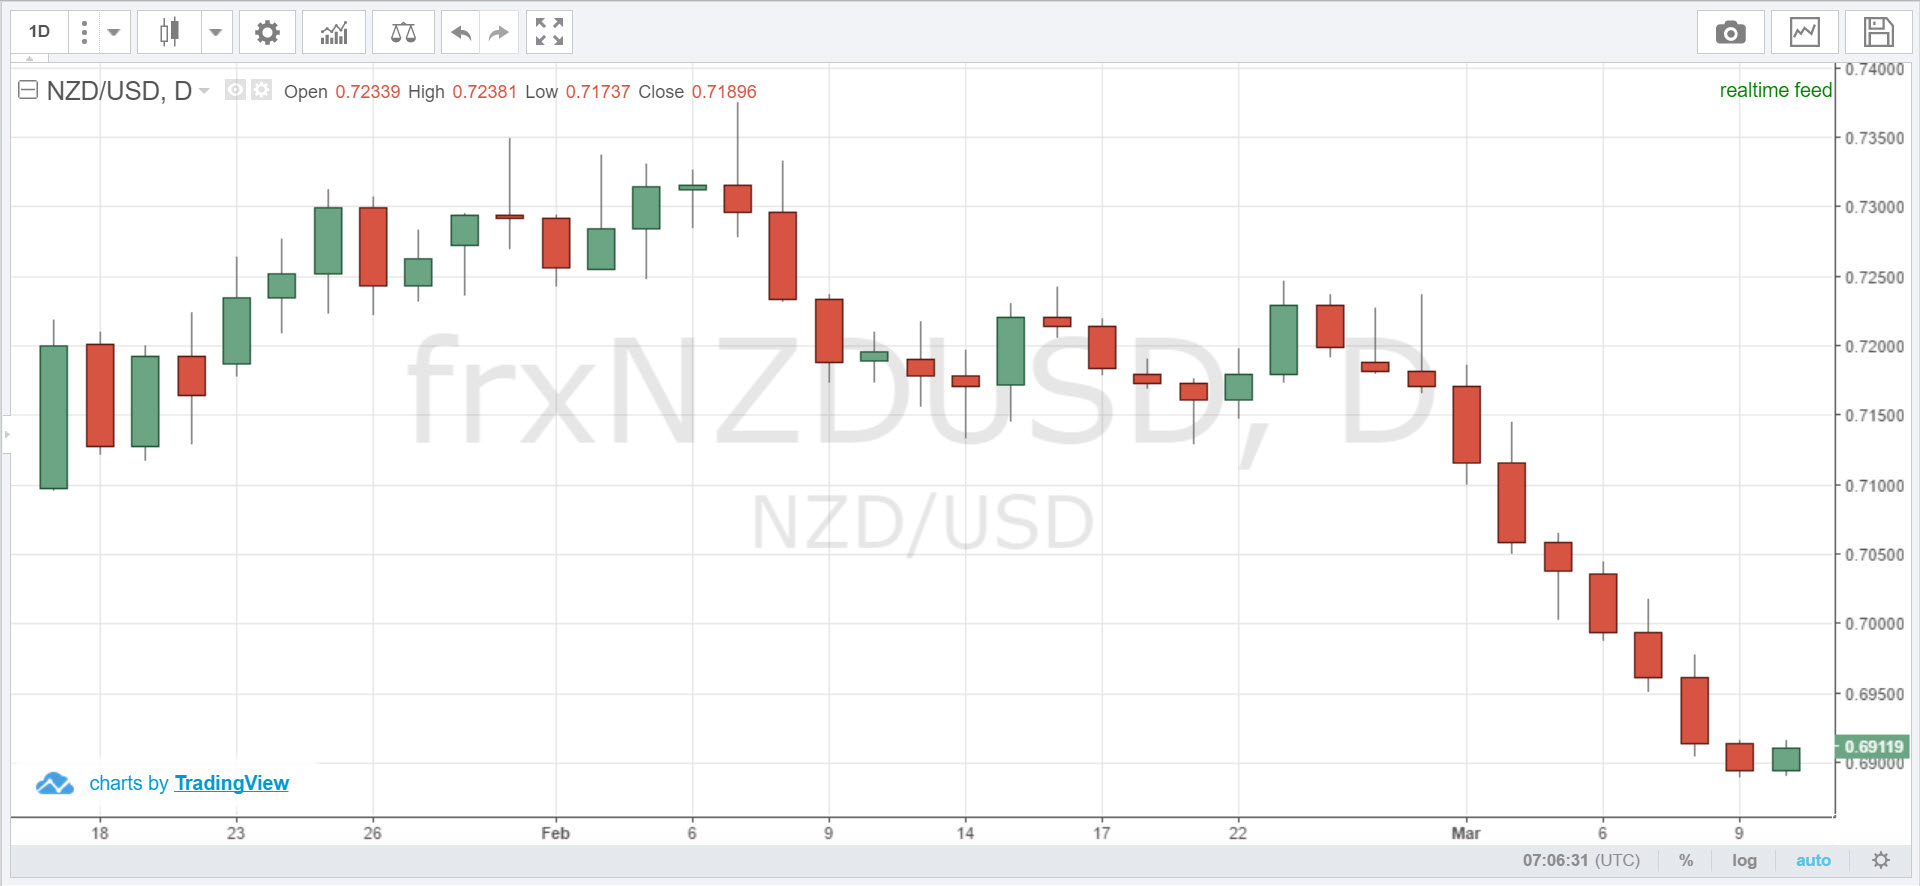 1D
NZD/USD, D Open 0.72339 High 0.72381 Low 0.71737 Close 0.71896
realtime feed
0.74000
0.73500
0.73000
0.72500
0.72000
0.71500
0.71000
0.70500
0.70000
0.69500
0.69119
0.69000
frxNZDUSD, D
NZD/USD
charts by TradingView
18 23 26 Feb 6 9 14 17 22 Mar 6 9
07:06:31 (UTC) % log auto